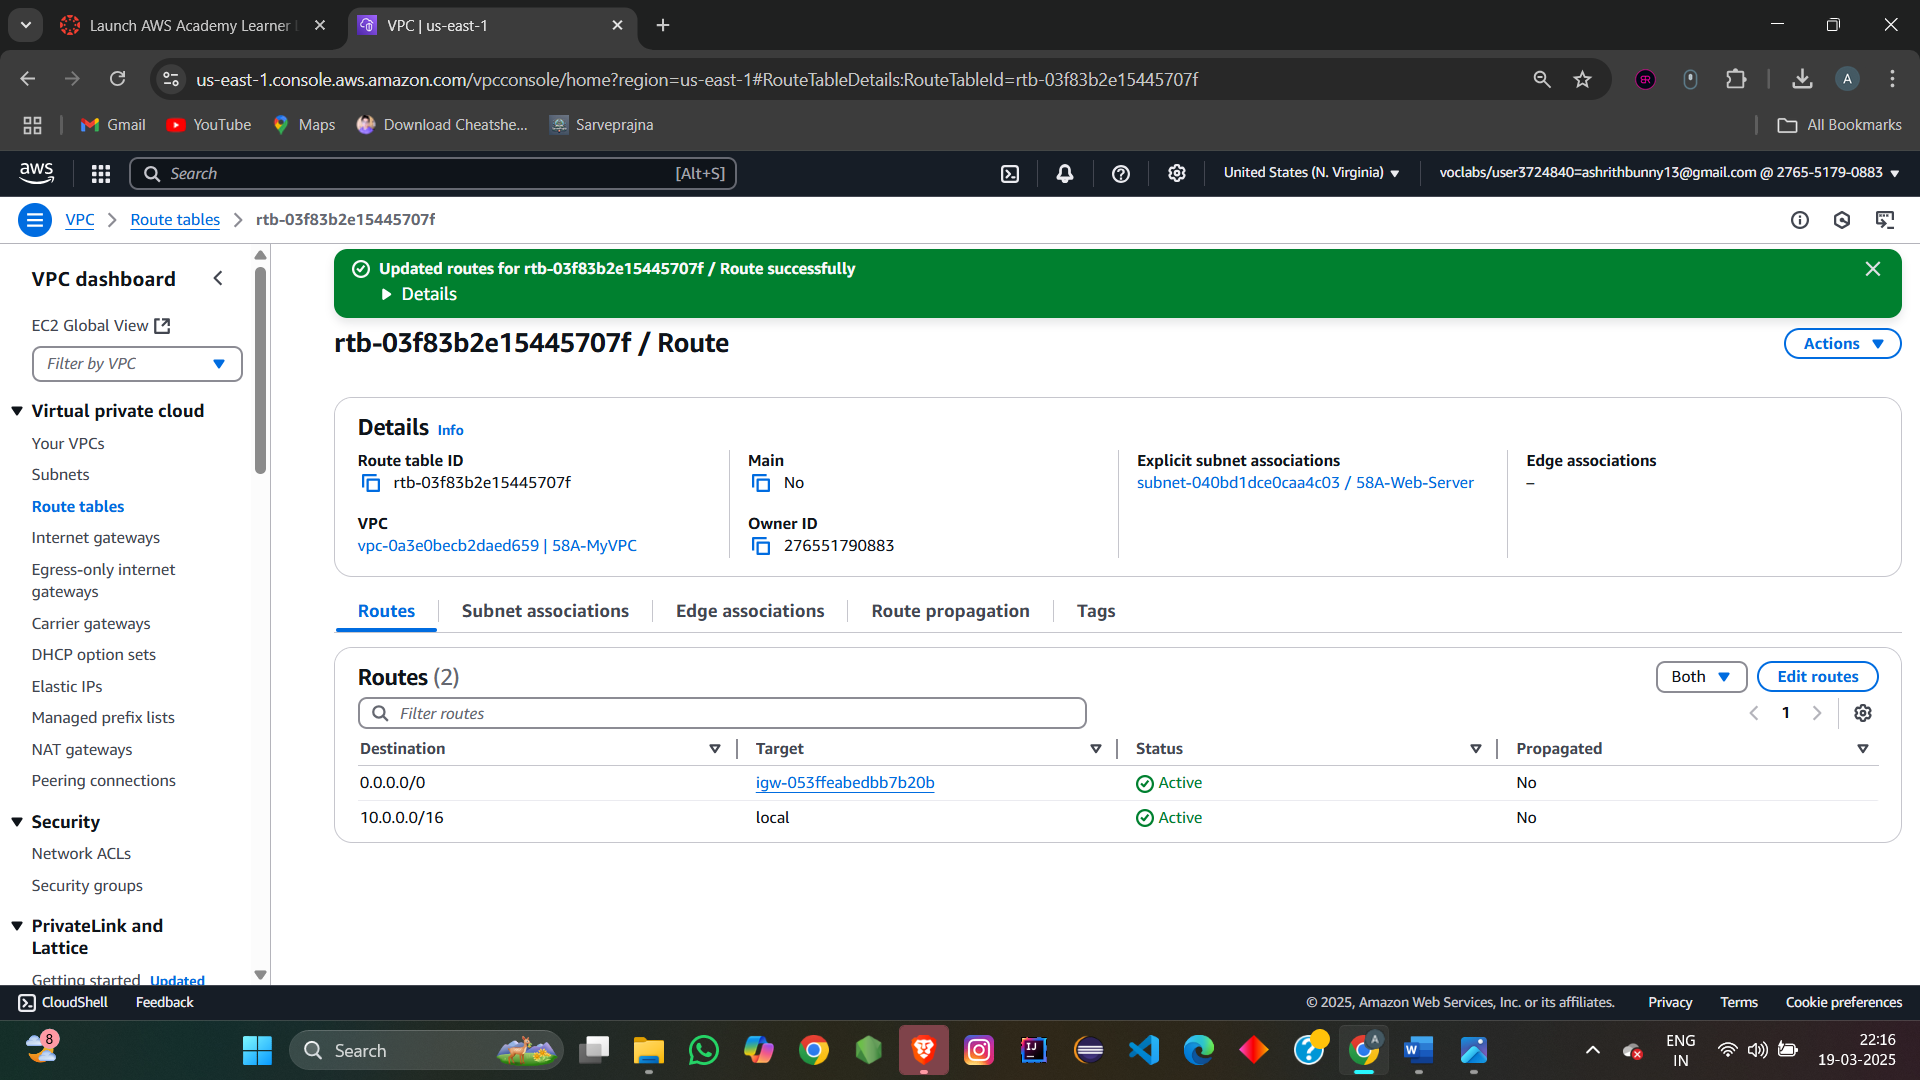 Launch AWS Academy Learner L
VPC | us-east-1
us-east-1.console.aws.amazon.com/vpcconsole/home?region=us-east-1#RouteTableDetails:RouteTableId=rtb-03f83b2e15445707f
A
Gmail
YouTube
Maps
Download Cheatshe...
Sarveprajna
All Bookmarks
aws
Search
[Alt+S]
United States (N. Virginia)
voclabs/user3724840=ashrithbunny13@gmail.com @ 2765-5179-0883
VPC
Route tables
rtb-03f83b2e15445707f
VPC dashboard
EC2 Global View
Filter by VPC
Virtual private cloud
Your VPCs
Subnets
Route tables
Internet gateways
Egress-only internet
gateways
Carrier gateways
DHCP option sets
Elastic IPs
Managed prefix lists
NAT gateways
Peering connections
Security
Network ACLs
Security groups
PrivateLink and
Lattice
Getting started Updated
Updated routes for rtb-03f83b2e15445707f / Route successfully
Details
rtb-03f83b2e15445707f / Route
Actions
Details Info
Route table ID
rtb-03f83b2e15445707f
Main
No
Explicit subnet associations
subnet-040bd1dce0caa4c03 / 58A-Web-Server
Edge associations
–
VPC
vpc-0a3e0becb2daed659 | 58A-MyVPC
Owner ID
276551790883
Routes
Subnet associations
Edge associations
Route propagation
Tags
Routes (2)
Both
Edit routes
Filter routes
1
Destination
Target
Status
Propagated
0.0.0.0/0
igw-053ffeabedbb7b20b
Active
No
10.0.0.0/16
local
Active
No
CloudShell
Feedback
© 2025, Amazon Web Services, Inc. or its affiliates.
Privacy
Terms
Cookie preferences
8
Search
ENG
IN
22:16
19-03-2025